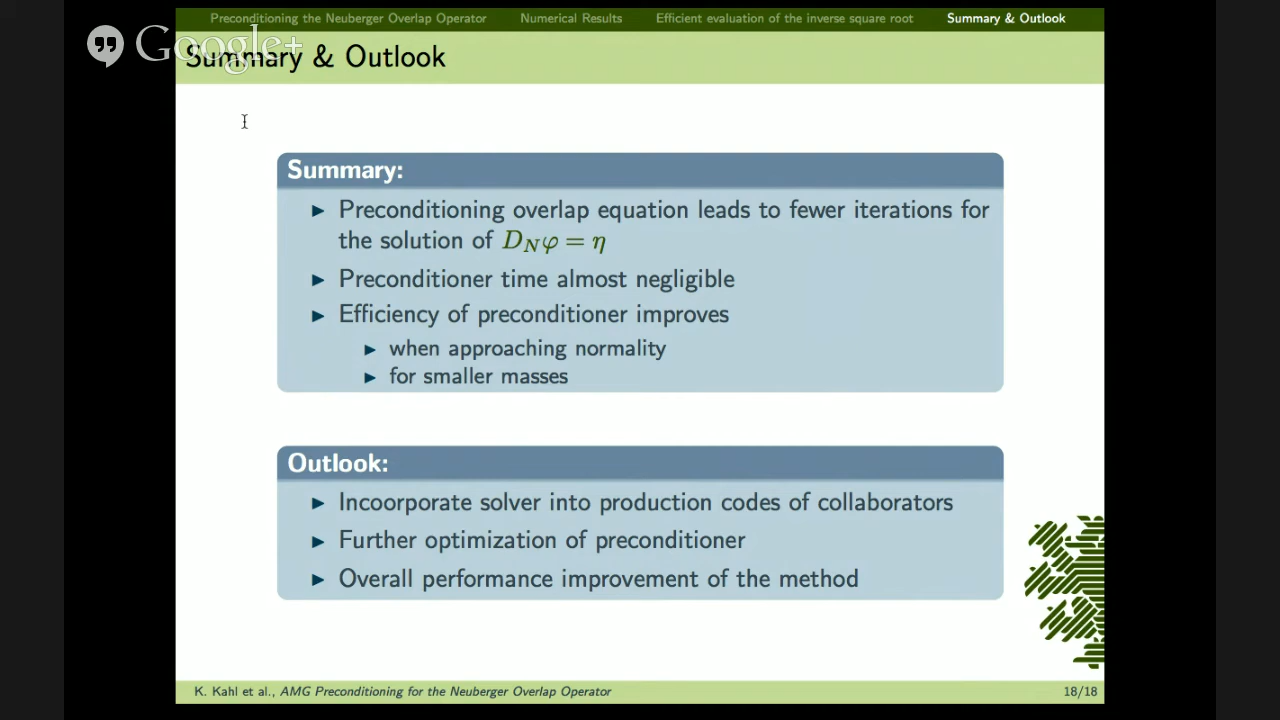 Preconditioning the Neuberger Overlap Operator Numerical Results Efficient evaluation of the inverse square root Summary & Outlook
Google+
Summary & Outlook
Summary:
► Preconditioning overlap equation leads to fewer iterations for
the solution of D_N φ = η
► Preconditioner time almost negligible
► Efficiency of preconditioner improves
► when approaching normality
► for smaller masses
Outlook:
► Incoorporate solver into production codes of collaborators
► Further optimization of preconditioner
► Overall performance improvement of the method
K. Kahl et al., AMG Preconditioning for the Neuberger Overlap Operator 18/18